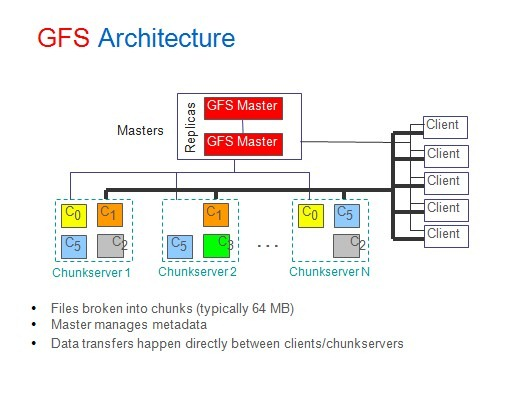 GFS Architecture
Masters
Replicas
GFS Master
GFS Master
Client
Client
Client
Client
Client
C0 C1
C5 C2
Chunkserver 1
C1
C5 C3
Chunkserver 2
...
C0 C5
C2
Chunkserver N
• Files broken into chunks (typically 64 MB)
• Master manages metadata
• Data transfers happen directly between clients/chunkservers